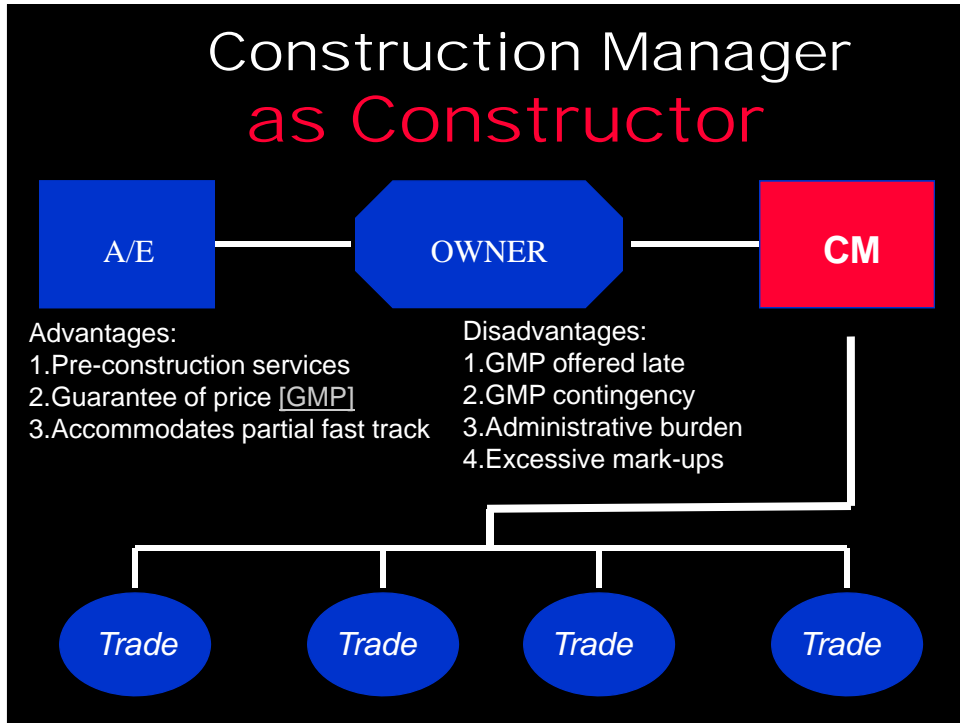 Construction Manager
as Constructor
A/E
OWNER
CM
Advantages:
1.Pre-construction services
2.Guarantee of price [GMP]
3.Accommodates partial fast track
Disadvantages:
1.GMP offered late
2.GMP contingency
3.Administrative burden
4.Excessive mark-ups
Trade
Trade
Trade
Trade